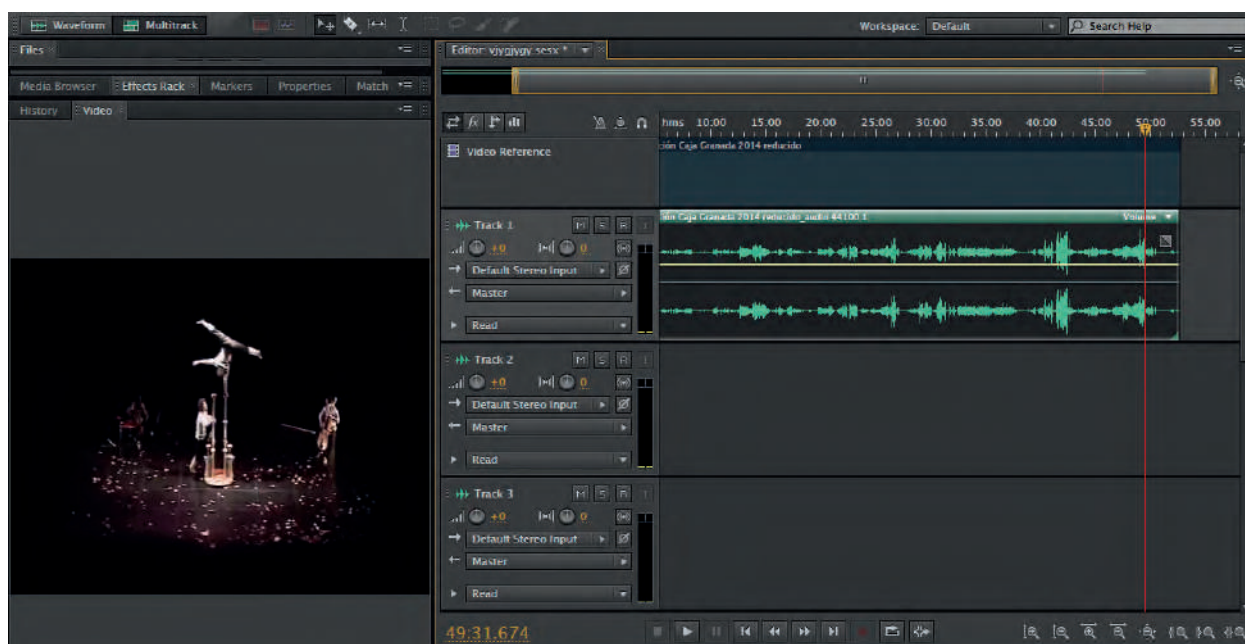 Waveform Multitrack Workspace: Default Search Help
Files
Editor: vjygjygy.sesx *
Media Browser Effects Rack Markers Properties Match
History Video
hms 10:00 15:00 20:00 25:00 30:00 35:00 40:00 45:00 50:00 55:00
Video Reference
ción Caja Granada 2014 reducido
Track 1 M S R I
ión Caja Granada 2014 reducido_audio 44100 1 Volume
+0 0
Default Stereo Input
Master
Read
Track 2 M S R I
+0 0
Default Stereo Input
Master
Read
Track 3 M S R I
+0 0
Default Stereo Input
Master
Read
49:31.674